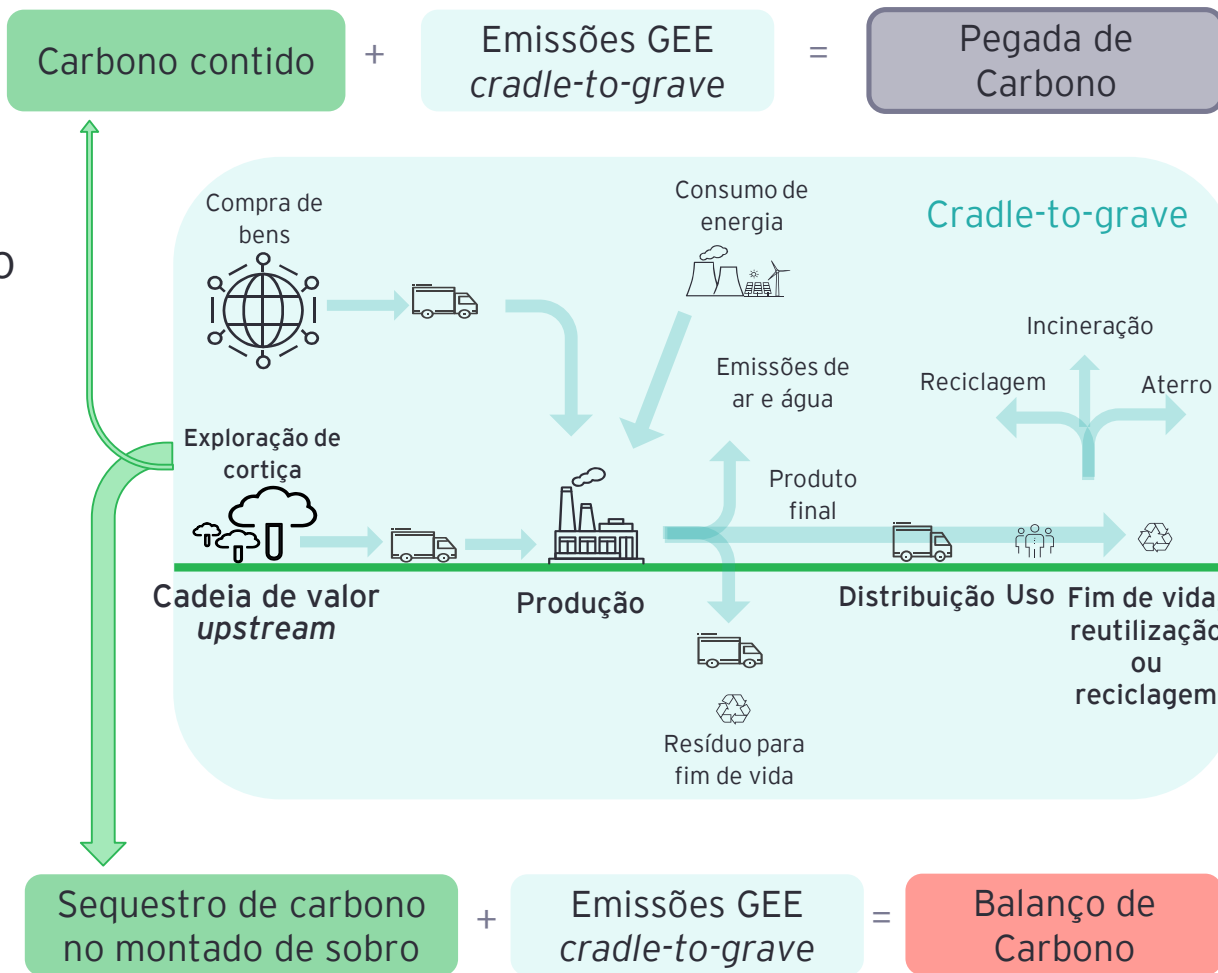 Carbono contido
+
Emissões GEE
cradle-to-grave
=
Pegada de
Carbono
Compra de
bens
Consumo de
energia
Cradle-to-grave
Incineração
Reciclagem
Aterro
Emissões de
ar e água
Exploração de
cortiça
Produto
final
Cadeia de valor
upstream
Produção
Distribuição
Uso
Fim de vida
reutilização
ou
reciclagem
Resíduo para
fim de vida
Sequestro de carbono
no montado de sobro
+
Emissões GEE
cradle-to-grave
=
Balanço de
Carbono